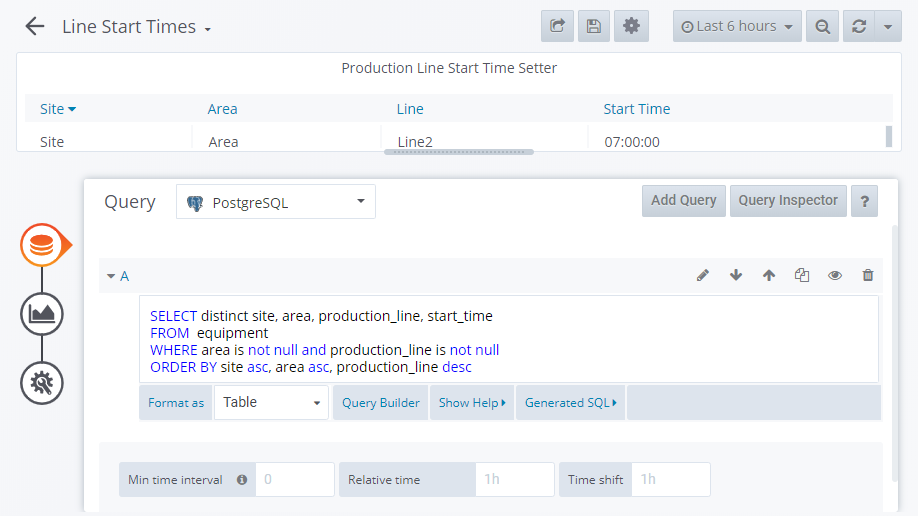 Line Start Times
Last 6 hours
Production Line Start Time Setter
Site Area Line Start Time
Site Area Line2 07:00:00
Query PostgreSQL Add Query Query Inspector ?
A
SELECT distinct site, area, production_line, start_time
FROM equipment
WHERE area is not null and production_line is not null
ORDER BY site asc, area asc, production_line desc
Format as Table Query Builder Show Help Generated SQL
Min time interval 0 Relative time 1h Time shift 1h